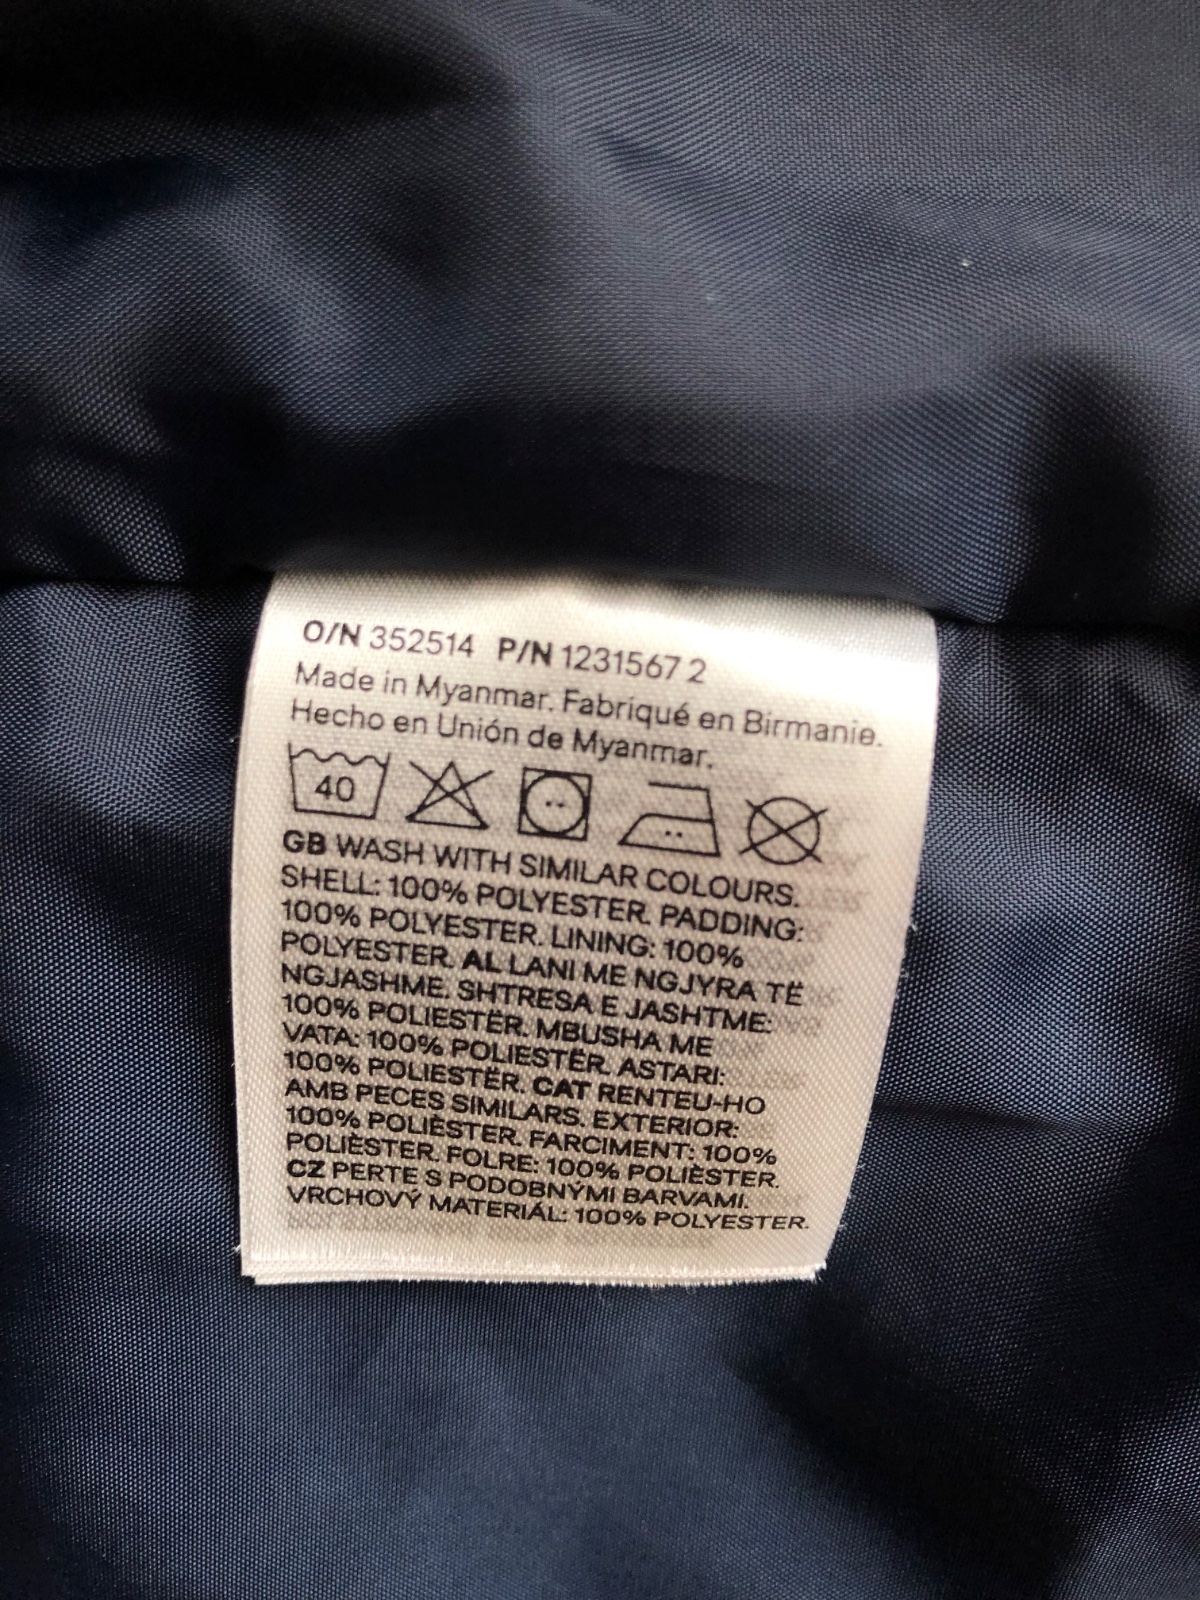 O/N 352514 P/N 1231567 2
Made in Myanmar. Fabriqué en Birmanie.
Hecho en Unión de Myanmar.
40
GB WASH WITH SIMILAR COLOURS.
SHELL: 100% POLYESTER. PADDING:
100% POLYESTER. LINING: 100%
POLYESTER. AL LANI ME NGJYRA TË
NGJASHME. SHTRESA E JASHTME:
100% POLIESTËR. MBUSHA ME
VATA: 100% POLIESTËR. ASTARI:
100% POLIESTËR. CAT RENTEU-HO
AMB PECES SIMILARS. EXTERIOR:
100% POLIÈSTER. FARCIMENT: 100%
POLIÈSTER. FOLRE: 100% POLIÈSTER.
CZ PERTE S PODOBNÝMI BARVAMI.
VRCHOVÝ MATERIÁL: 100% POLYESTER.